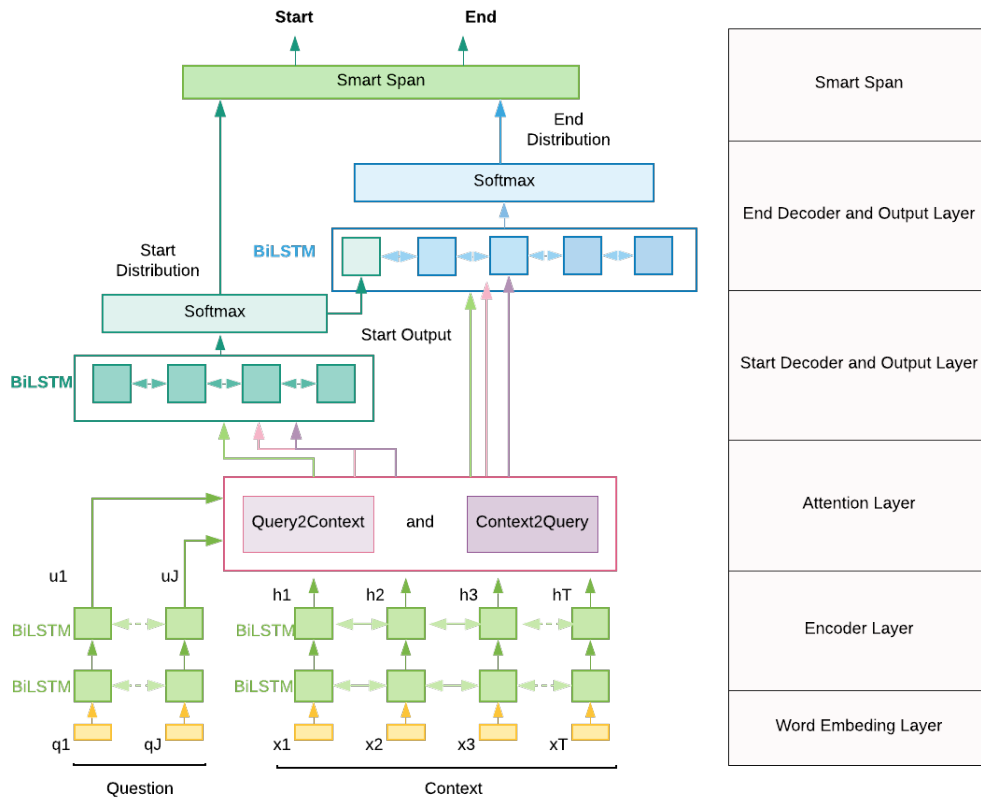 Start
End
Smart Span
Smart Span
End
Distribution
Softmax
End Decoder and Output Layer
BiLSTM
Start
Distribution
Softmax
Start Output
Start Decoder and Output Layer
BiLSTM
Query2Context
and
Context2Query
Attention Layer
u1
uJ
h1
h2
h3
hT
BiLSTM
BiLSTM
Encoder Layer
BiLSTM
BiLSTM
Word Embeding Layer
q1
qJ
x1
x2
x3
xT
Question
Context